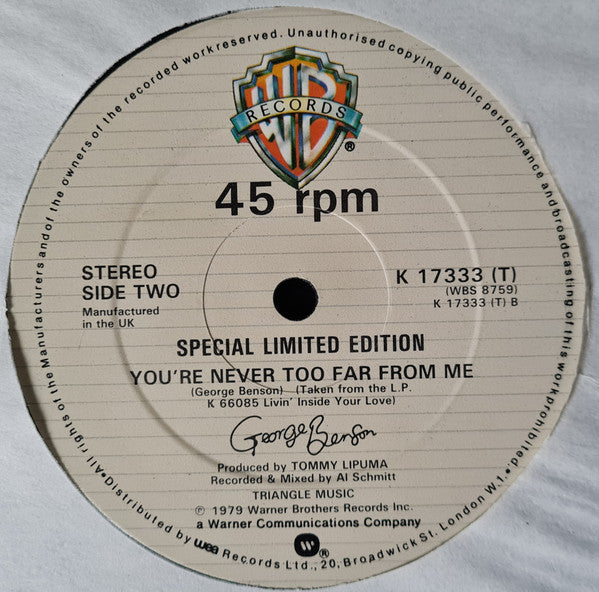 All rights of the Manufacturers and of the owners of the recorded work reserved. Unauthorised copying public performance and broadcasting of this work prohibited.
WB
RECORDS
®
45 rpm
STEREO
SIDE TWO
Manufactured
in the UK
K 17333 (T)
(WBS 8759)
K 17333 (T) B
SPECIAL LIMITED EDITION
YOU'RE NEVER TOO FAR FROM ME
(George Benson) (Taken from the L.P.
K 66085 Livin' Inside Your Love)
George Benson
Produced by TOMMY LIPUMA
Recorded & Mixed by Al Schmitt
TRIANGLE MUSIC
℗ 1979 Warner Brothers Records Inc.
a Warner Communications Company
W ®
•Distributed by wea Records Ltd., 20, Broadwick St. London W.1.•